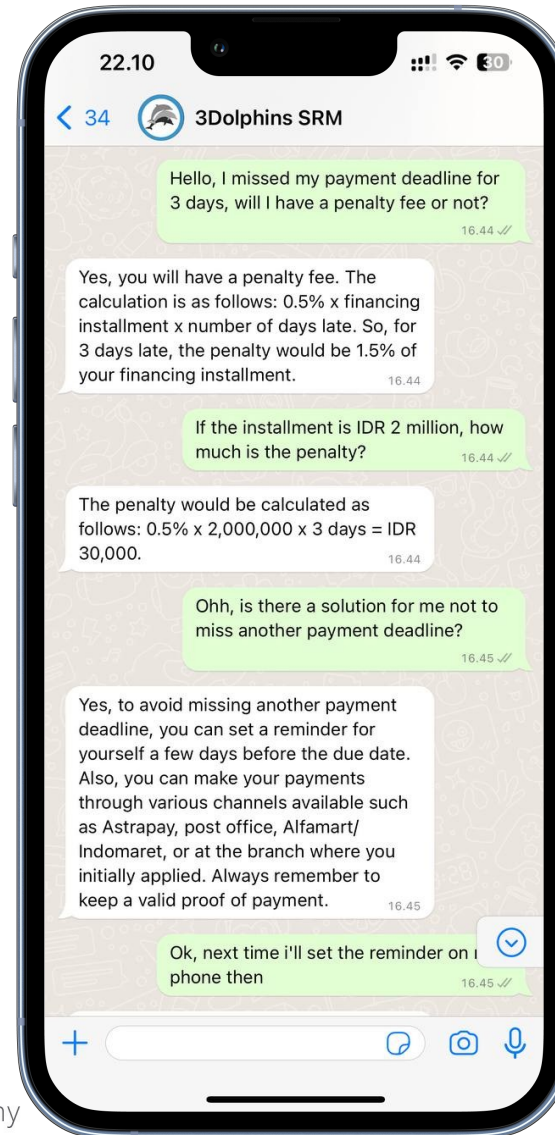 22.10
30
34
3Dolphins SRM
Hello, I missed my payment deadline for
3 days, will I have a penalty fee or not?
16.44
Yes, you will have a penalty fee. The
calculation is as follows: 0.5% x financing
installment x number of days late. So, for
3 days late, the penalty would be 1.5% of
your financing installment.
16.44
If the installment is IDR 2 million, how
much is the penalty?
16.44
The penalty would be calculated as
follows: 0.5% x 2,000,000 x 3 days = IDR
30,000.
16.44
Ohh, is there a solution for me not to
miss another payment deadline?
16.45
Yes, to avoid missing another payment
deadline, you can set a reminder for
yourself a few days before the due date.
Also, you can make your payments
through various channels available such
as Astrapay, post office, Alfamart/
Indomaret, or at the branch where you
initially applied. Always remember to
keep a valid proof of payment.
16.45
Ok, next time i'll set the reminder on
phone then
16.45